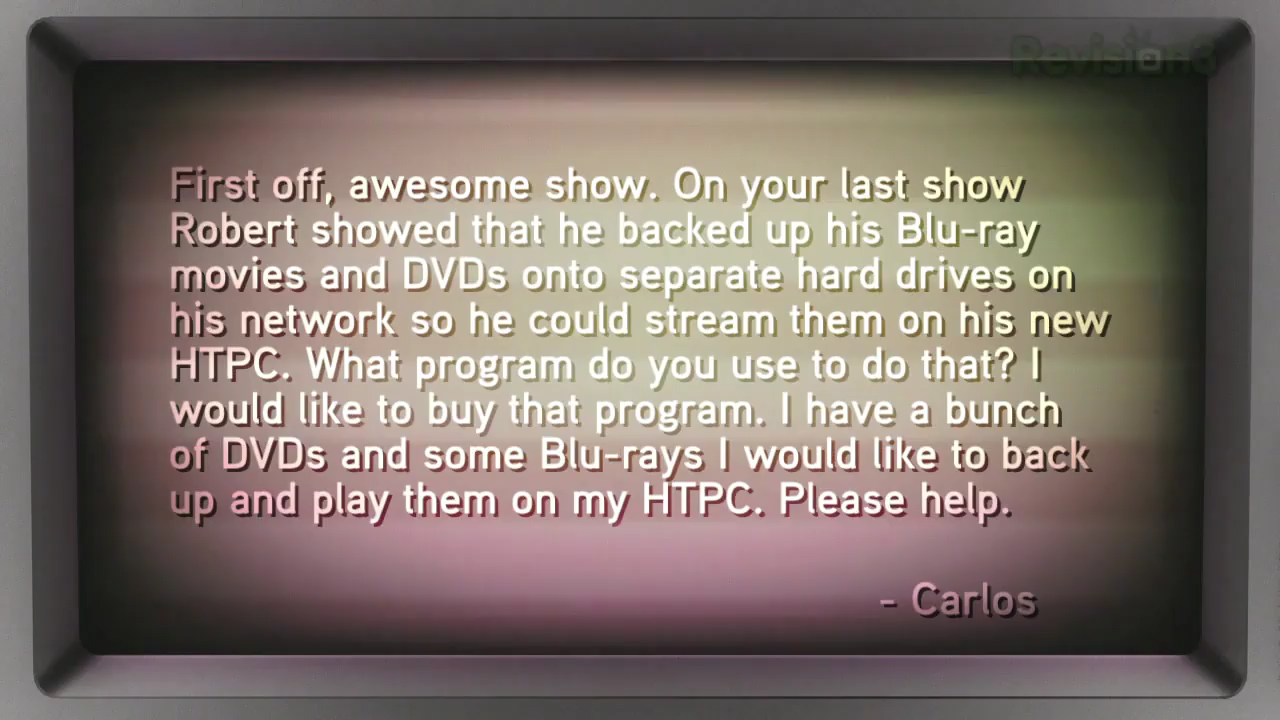 Revision3
First off, awesome show. On your last show
Robert showed that he backed up his Blu-ray
movies and DVDs onto separate hard drives on
his network so he could stream them on his new
HTPC. What program do you use to do that? I
would like to buy that program. I have a bunch
of DVDs and some Blu-rays I would like to back
up and play them on my HTPC. Please help.
- Carlos